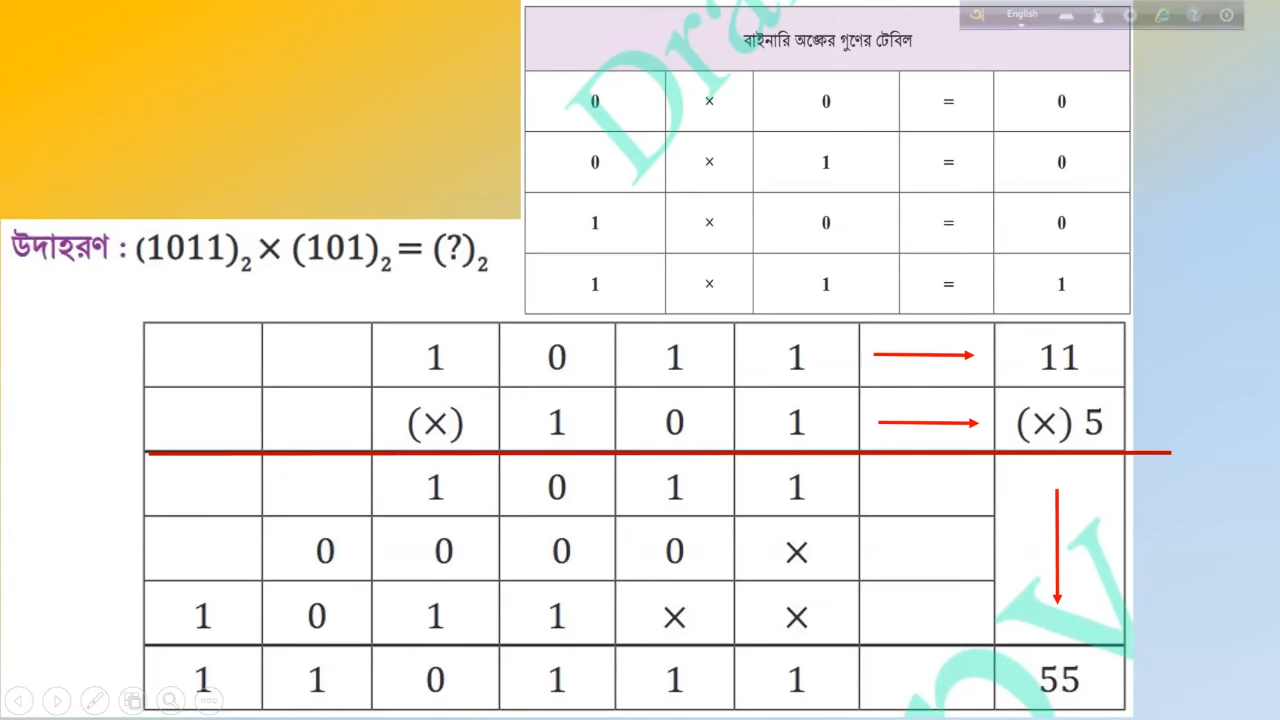 English
বাইনারি অঙ্কের গুণের টেবিল
0 × 0 = 0
0 × 1 = 0
1 × 0 = 0
1 × 1 = 1
উদাহরণ : (1011)₂ × (101)₂ = (?)₂
1 0 1 1 11
(×) 1 0 1 (×) 5
1 0 1 1
0 0 0 0 ×
1 0 1 1 × ×
1 1 0 1 1 1 55